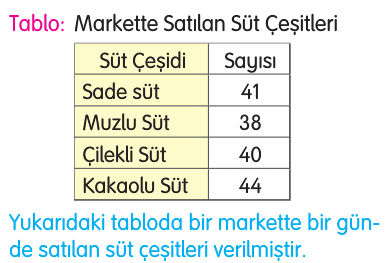 Tablo: Markette Satılan Süt Çeşitleri
Süt Çeşidi Sayısı
Sade süt 41
Muzlu Süt 38
Çilekli Süt 40
Kakaolu Süt 44
Yukarıdaki tabloda bir markette bir gün-
de satılan süt çeşitleri verilmiştir.